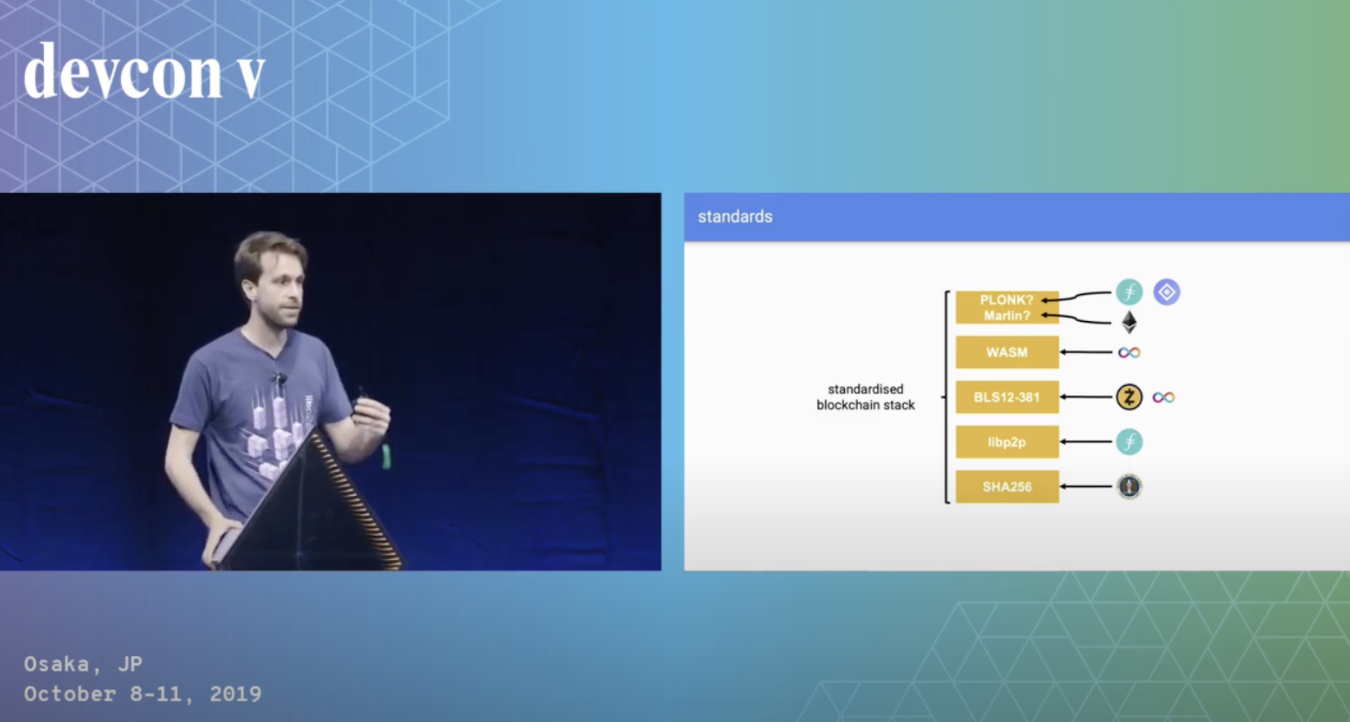 devcon v
standards
PLONK?
Marlin?
WASM
standardised
blockchain stack
BLS12-381
libp2p
SHA256
Osaka, JP
October 8-11, 2019